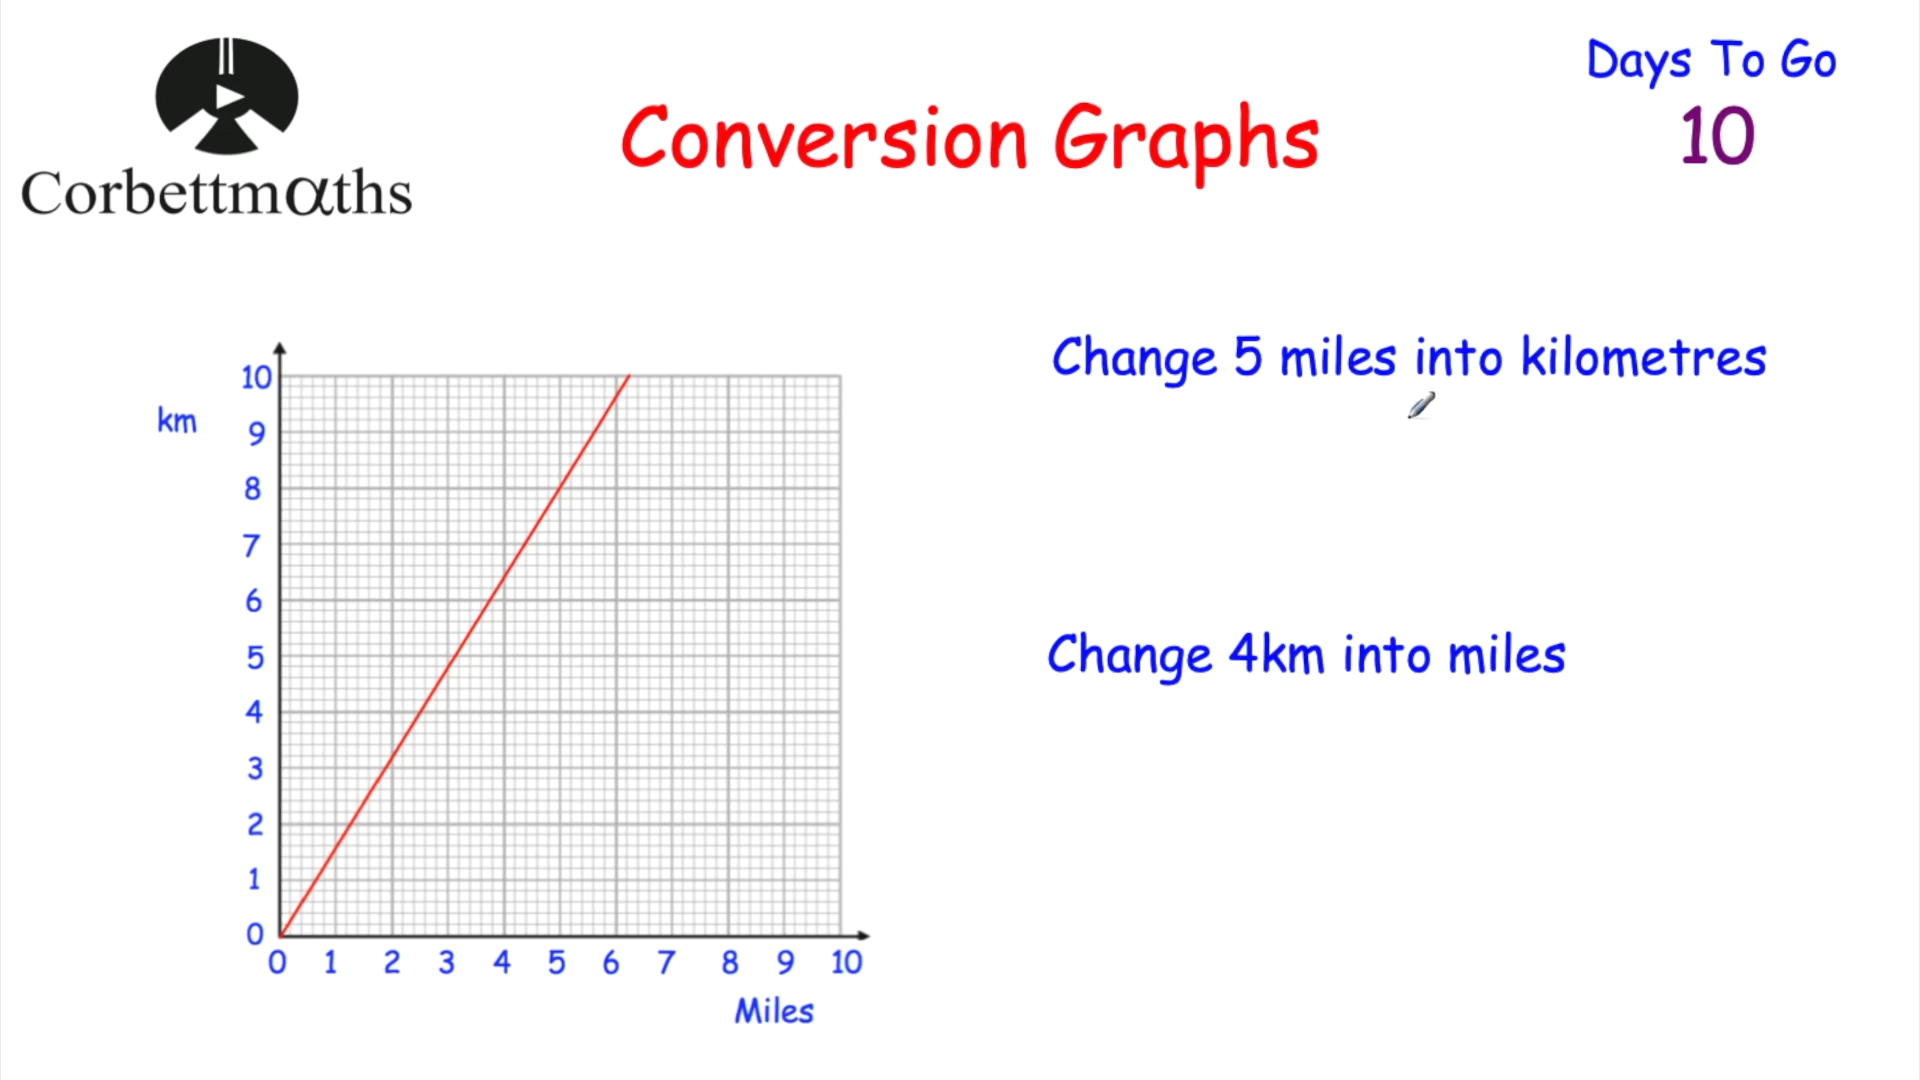 Corbettmαths
Conversion Graphs
Days To Go
10
Change 5 miles into kilometres
Change 4km into miles
km
10
9
8
7
6
5
4
3
2
1
0
0 1 2 3 4 5 6 7 8 9 10
Miles